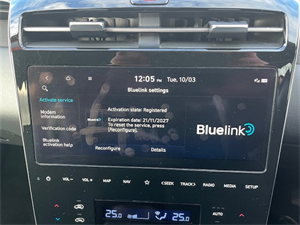 12:05 PM Tue, 10/03
Bluelink settings
Activate service
Modem
information
Verification code
Bluelink
activation help
Activation state: Registered
Expiration date: 21/11/2027
To reset the service, press
[Reconfigure].
Bluelink
Bluelink
Reconfigure Details
VOL - VOL + MAP NAV ☆ <SEEK TRACK> RADIO MEDIA SETUP
25.0 25.0 AUTO